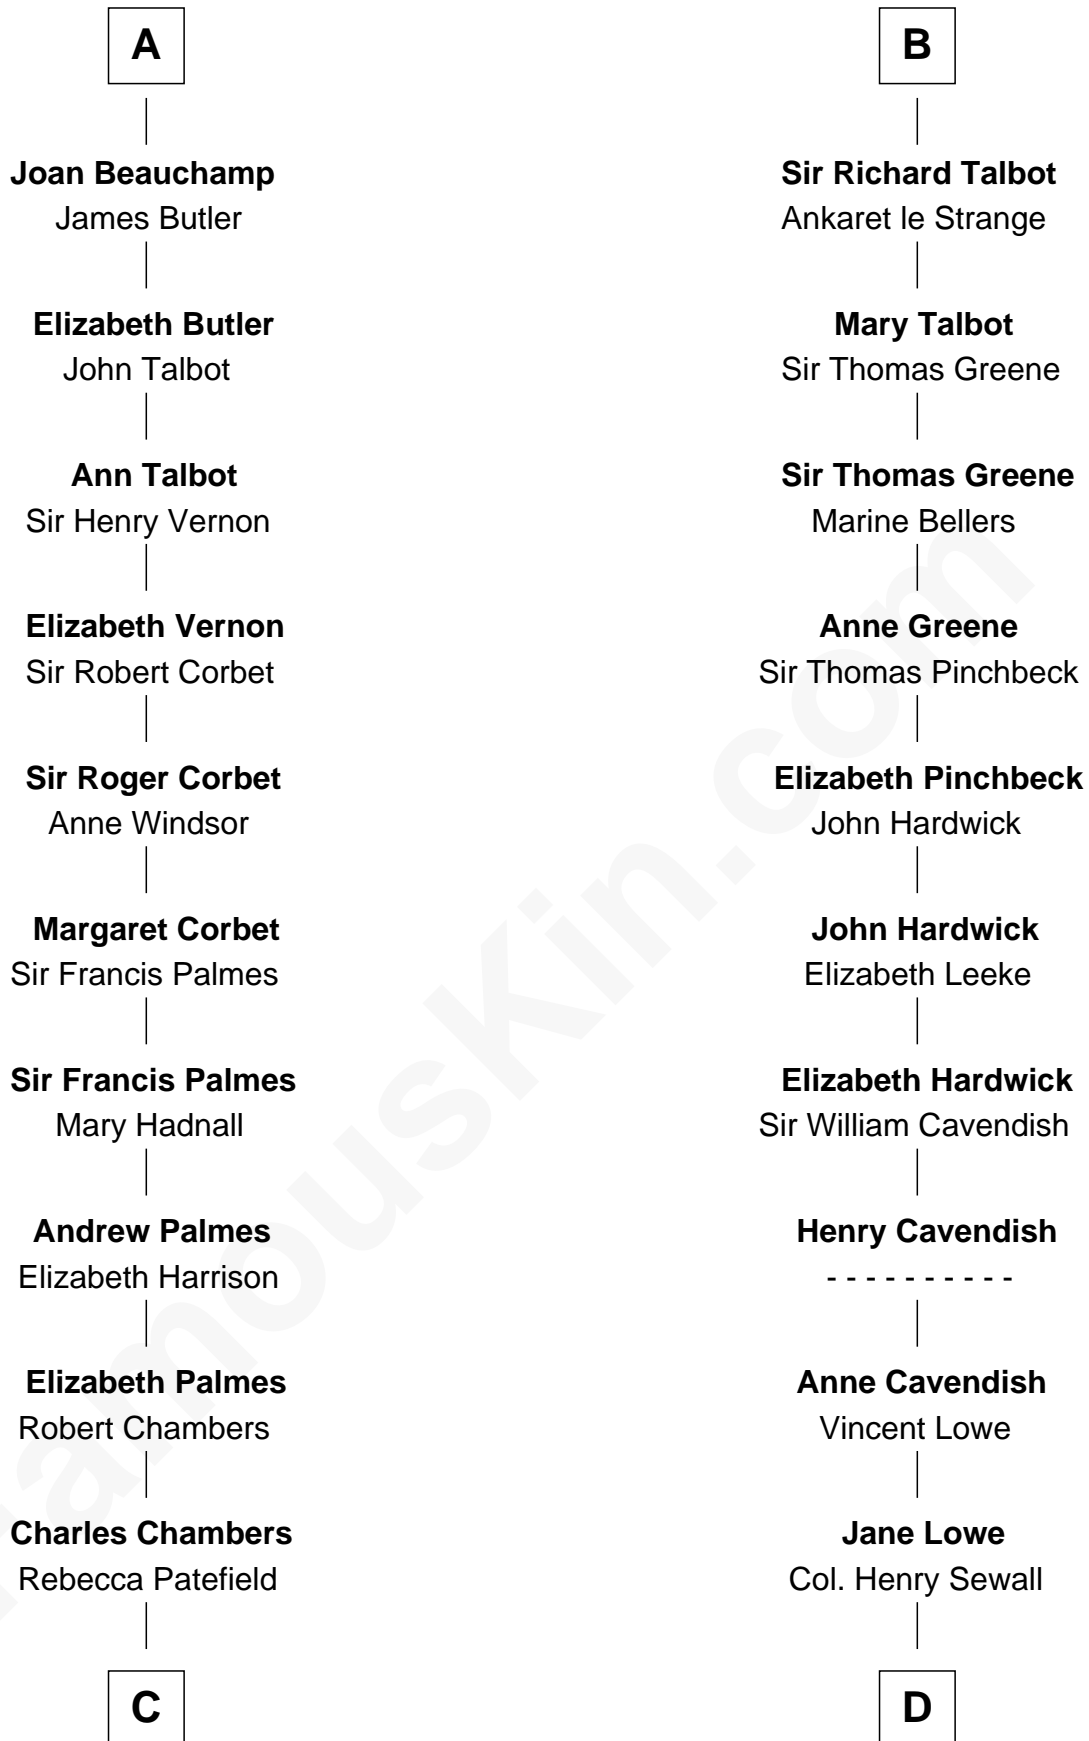 A
Joan Beauchamp
James Butler
Elizabeth Butler
John Talbot
Ann Talbot
Sir Henry Vernon
Elizabeth Vernon
Sir Robert Corbet
Sir Roger Corbet
Anne Windsor
Margaret Corbet
Sir Francis Palmes
Sir Francis Palmes
Mary Hadnall
Andrew Palmes
Elizabeth Harrison
Elizabeth Palmes
Robert Chambers
Charles Chambers
Rebecca Patefield
C
B
Sir Richard Talbot
Ankaret le Strange
Mary Talbot
Sir Thomas Greene
Sir Thomas Greene
Marine Bellers
Anne Greene
Sir Thomas Pinchbeck
Elizabeth Pinchbeck
John Hardwick
John Hardwick
Elizabeth Leeke
Elizabeth Hardwick
Sir William Cavendish
Henry Cavendish
- - - - - - - - - -
Anne Cavendish
Vincent Lowe
Jane Lowe
Col. Henry Sewall
D
FamousKin.com